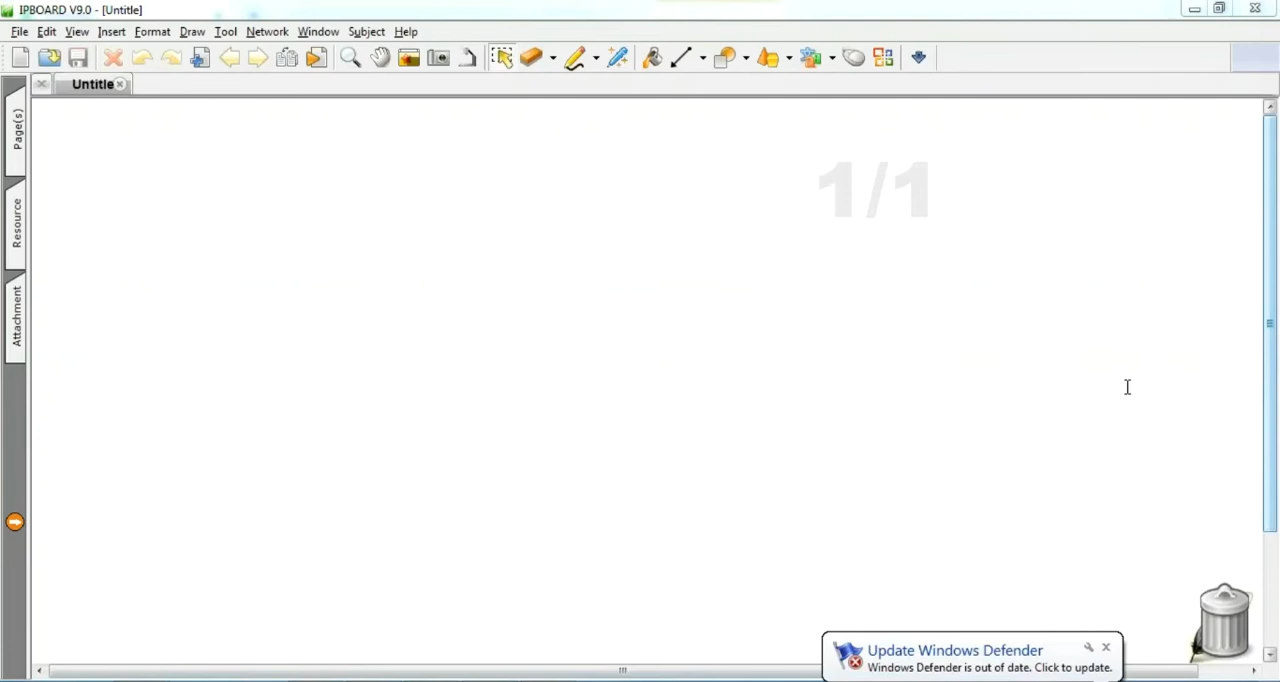 IPBOARD V9.0 - [Untitle]
File Edit View Insert Format Draw Tool Network Window Subject Help
Untitle
Page(s)
Resource
Attachment
1/1
Update Windows Defender
Windows Defender is out of date. Click to update.